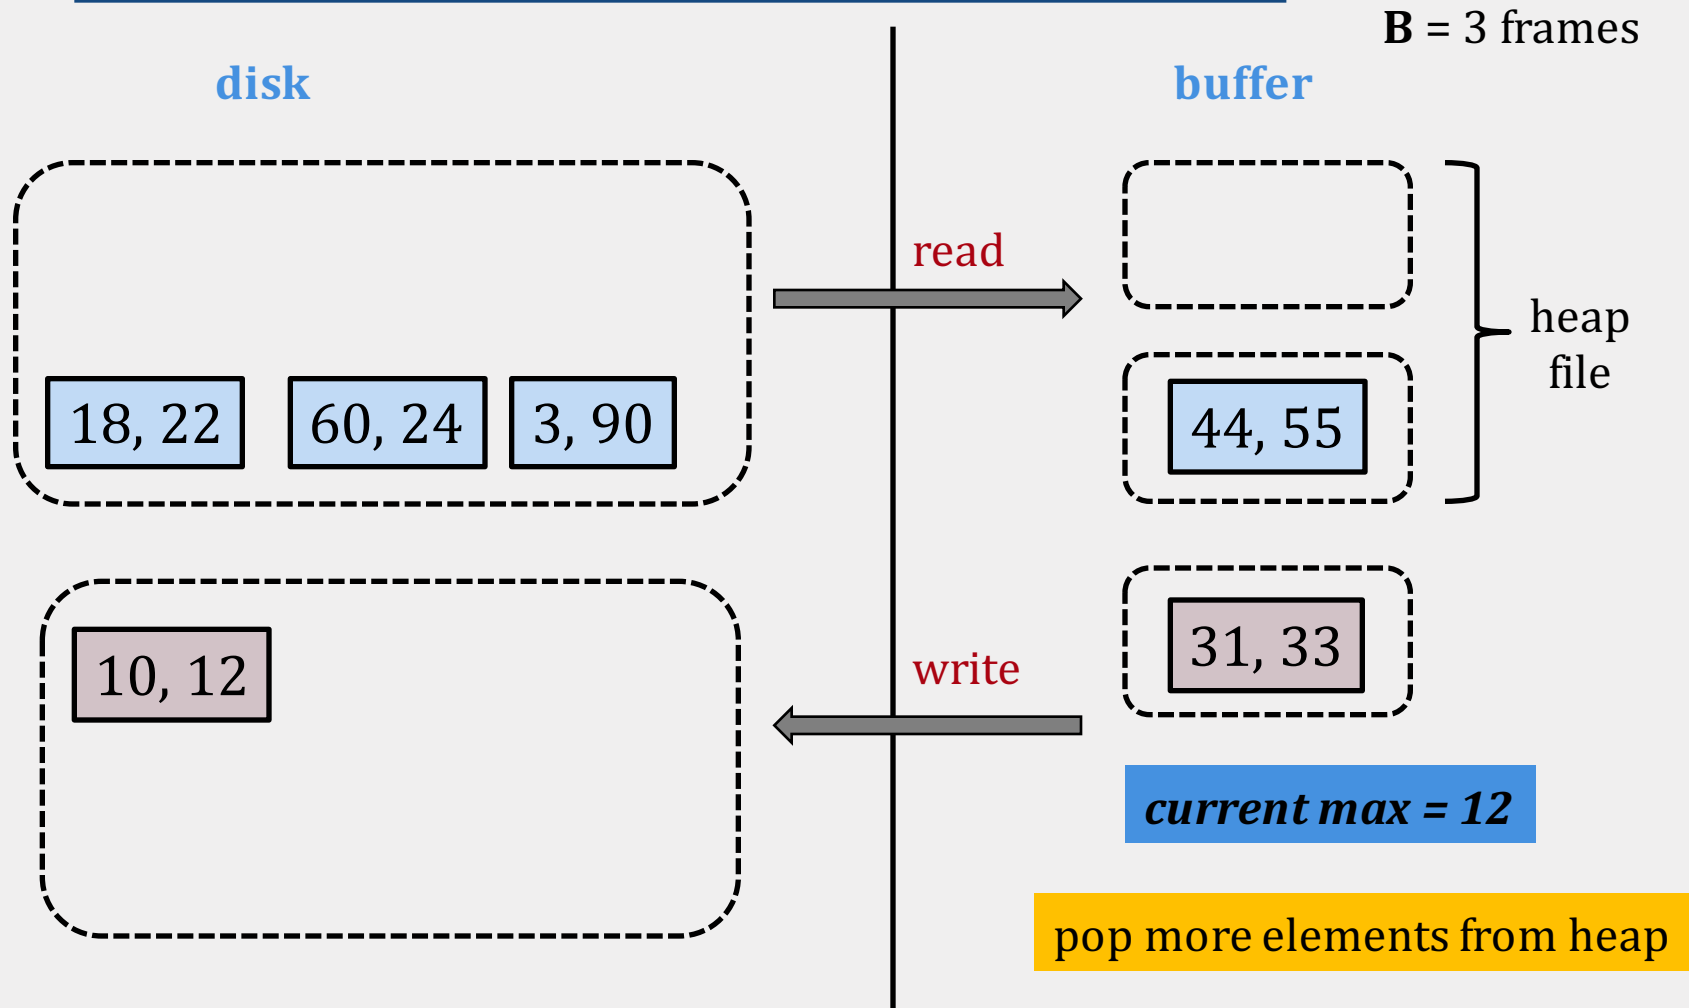 B = 3 frames
disk
buffer
read
heap
file
18, 22
60, 24
3, 90
44, 55
10, 12
write
31, 33
current max = 12
pop more elements from heap